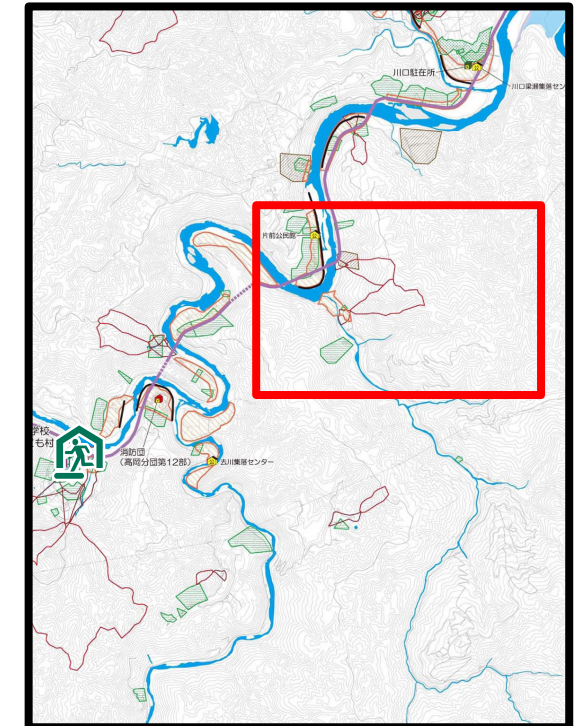 川口駐在所
川口梁瀬集落セン
片前公民館
学校
ども村
消防団
(高岡分団第12部)
去川集落センター